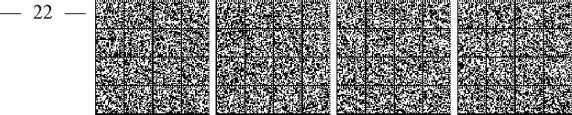 — 22 —